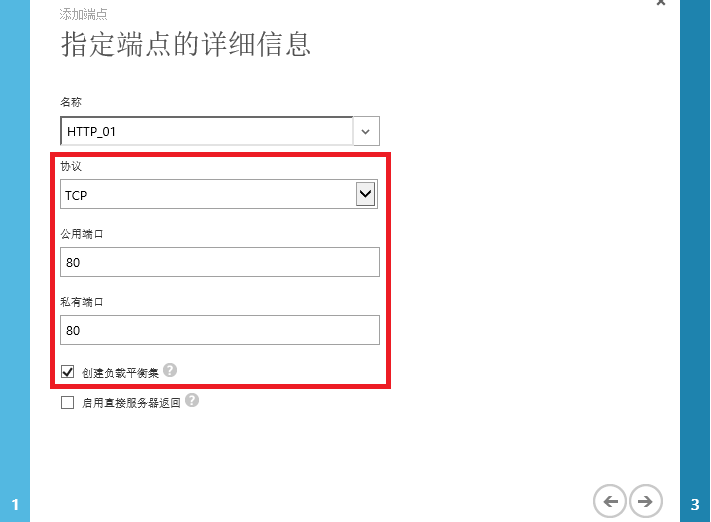 添加端点
指定端点的详细信息
名称
HTTP_01
协议
TCP
公用端口
80
私有端口
80
创建负载平衡集 ?
启用直接服务器返回 ?
1
3